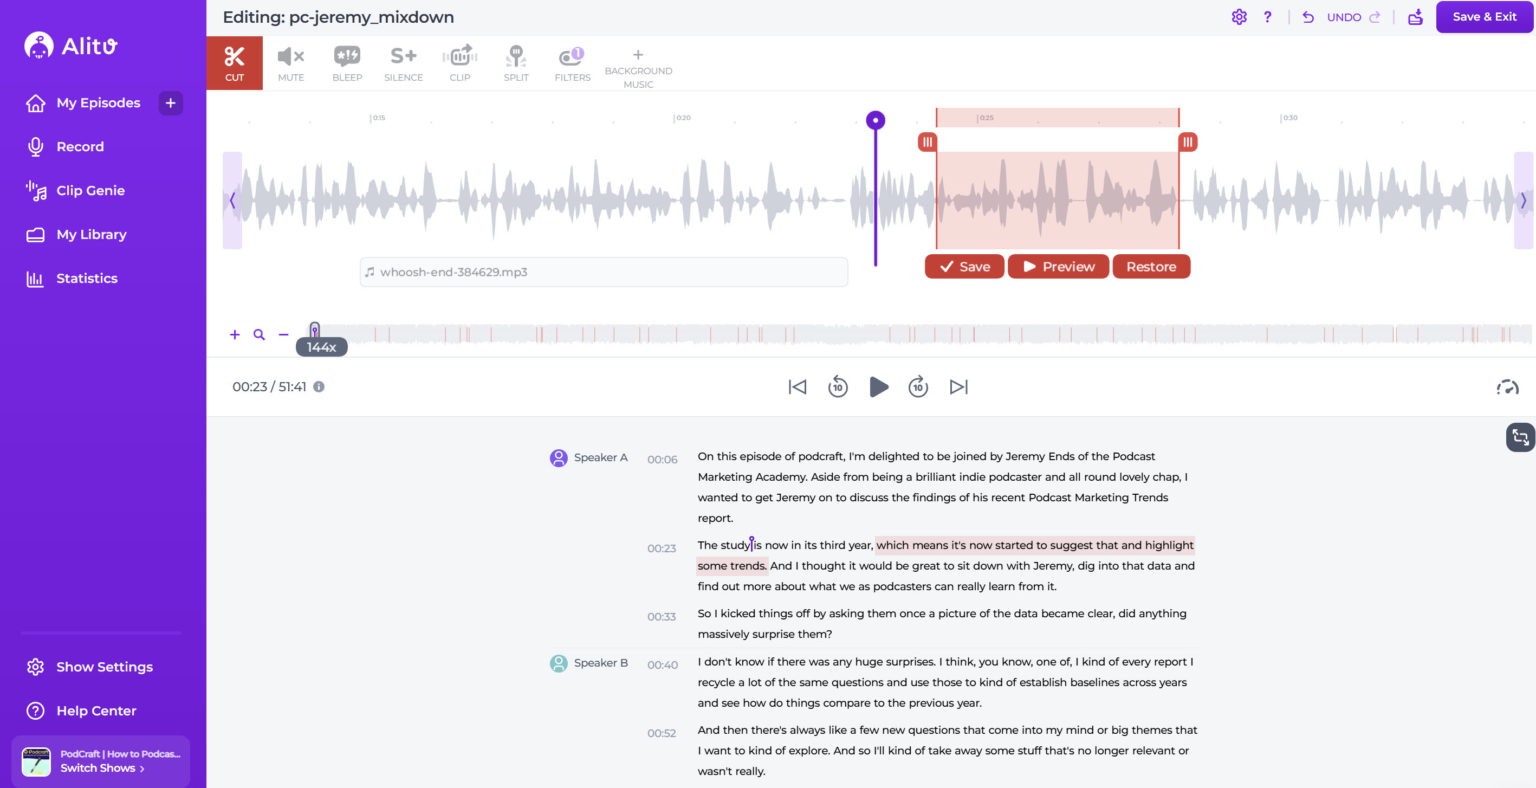 Editing: pc-jeremy_mixdown
?
UNDO
Save & Exit
Alitu
My Episodes
+
Record
Clip Genie
My Library
Statistics
Show Settings
Help Center
PodCraft | How to Podcas...
Switch Shows >
CUT
MUTE
BLEEP
S+
SILENCE
CLIP
SPLIT
1
FILTERS
+
BACKGROUND
MUSIC
0:15
0:20
0:25
0:30
whoosh-end-384629.mp3
Save
Preview
Restore
144x
00:23 / 51:41
10
10
Speaker A
00:06
On this episode of podcraft, I'm delighted to be joined by Jeremy Ends of the Podcast
Marketing Academy. Aside from being a brilliant indie podcaster and all round lovely chap, I
wanted to get Jeremy on to discuss the findings of his recent Podcast Marketing Trends
report.
00:23
The study is now in its third year, which means it's now started to suggest that and highlight
some trends. And I thought it would be great to sit down with Jeremy, dig into that data and
find out more about what we as podcasters can really learn from it.
00:33
So I kicked things off by asking them once a picture of the data became clear, did anything
massively surprise them?
Speaker B
00:40
I don't know if there was any huge surprises. I think, you know, one of, I kind of every report I
recycle a lot of the same questions and use those to kind of establish baselines across years
and see how do things compare to the previous year.
00:52
And then there's always like a few new questions that come into my mind or big themes that
I want to kind of explore. And so I'll kind of take away some stuff that's no longer relevant or
wasn't really.